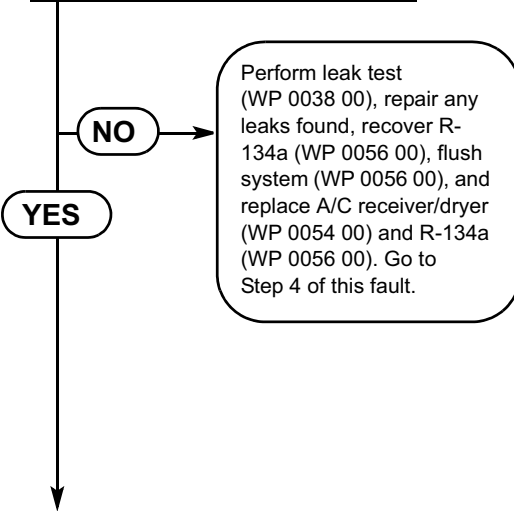 NO
Perform leak test
(WP 0038 00), repair any
leaks found, recover R-
134a (WP 0056 00), flush
system (WP 0056 00), and
replace A/C receiver/dryer
(WP 0054 00) and R-134a
(WP 0056 00). Go to
Step 4 of this fault.
YES